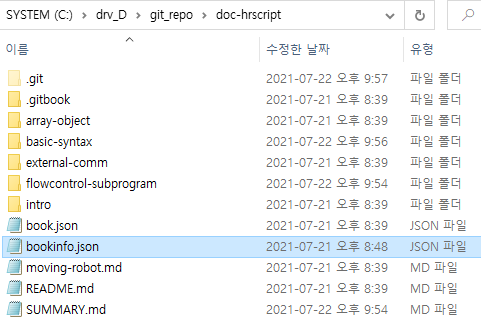 SYSTEM (C:) > drv_D > git_repo > doc-hrscript
이름 수정한 날짜 유형
.git 2021-07-22 오후 9:57 파일 폴더
.gitbook 2021-07-21 오후 8:39 파일 폴더
array-object 2021-07-21 오후 8:39 파일 폴더
basic-syntax 2021-07-22 오후 9:56 파일 폴더
external-comm 2021-07-21 오후 8:39 파일 폴더
flowcontrol-subprogram 2021-07-22 오후 9:54 파일 폴더
intro 2021-07-21 오후 8:39 파일 폴더
book.json 2021-07-21 오후 8:39 JSON 파일
bookinfo.json 2021-07-21 오후 8:48 JSON 파일
moving-robot.md 2021-07-21 오후 8:39 MD 파일
README.md 2021-07-21 오후 8:39 MD 파일
SUMMARY.md 2021-07-22 오후 9:54 MD 파일